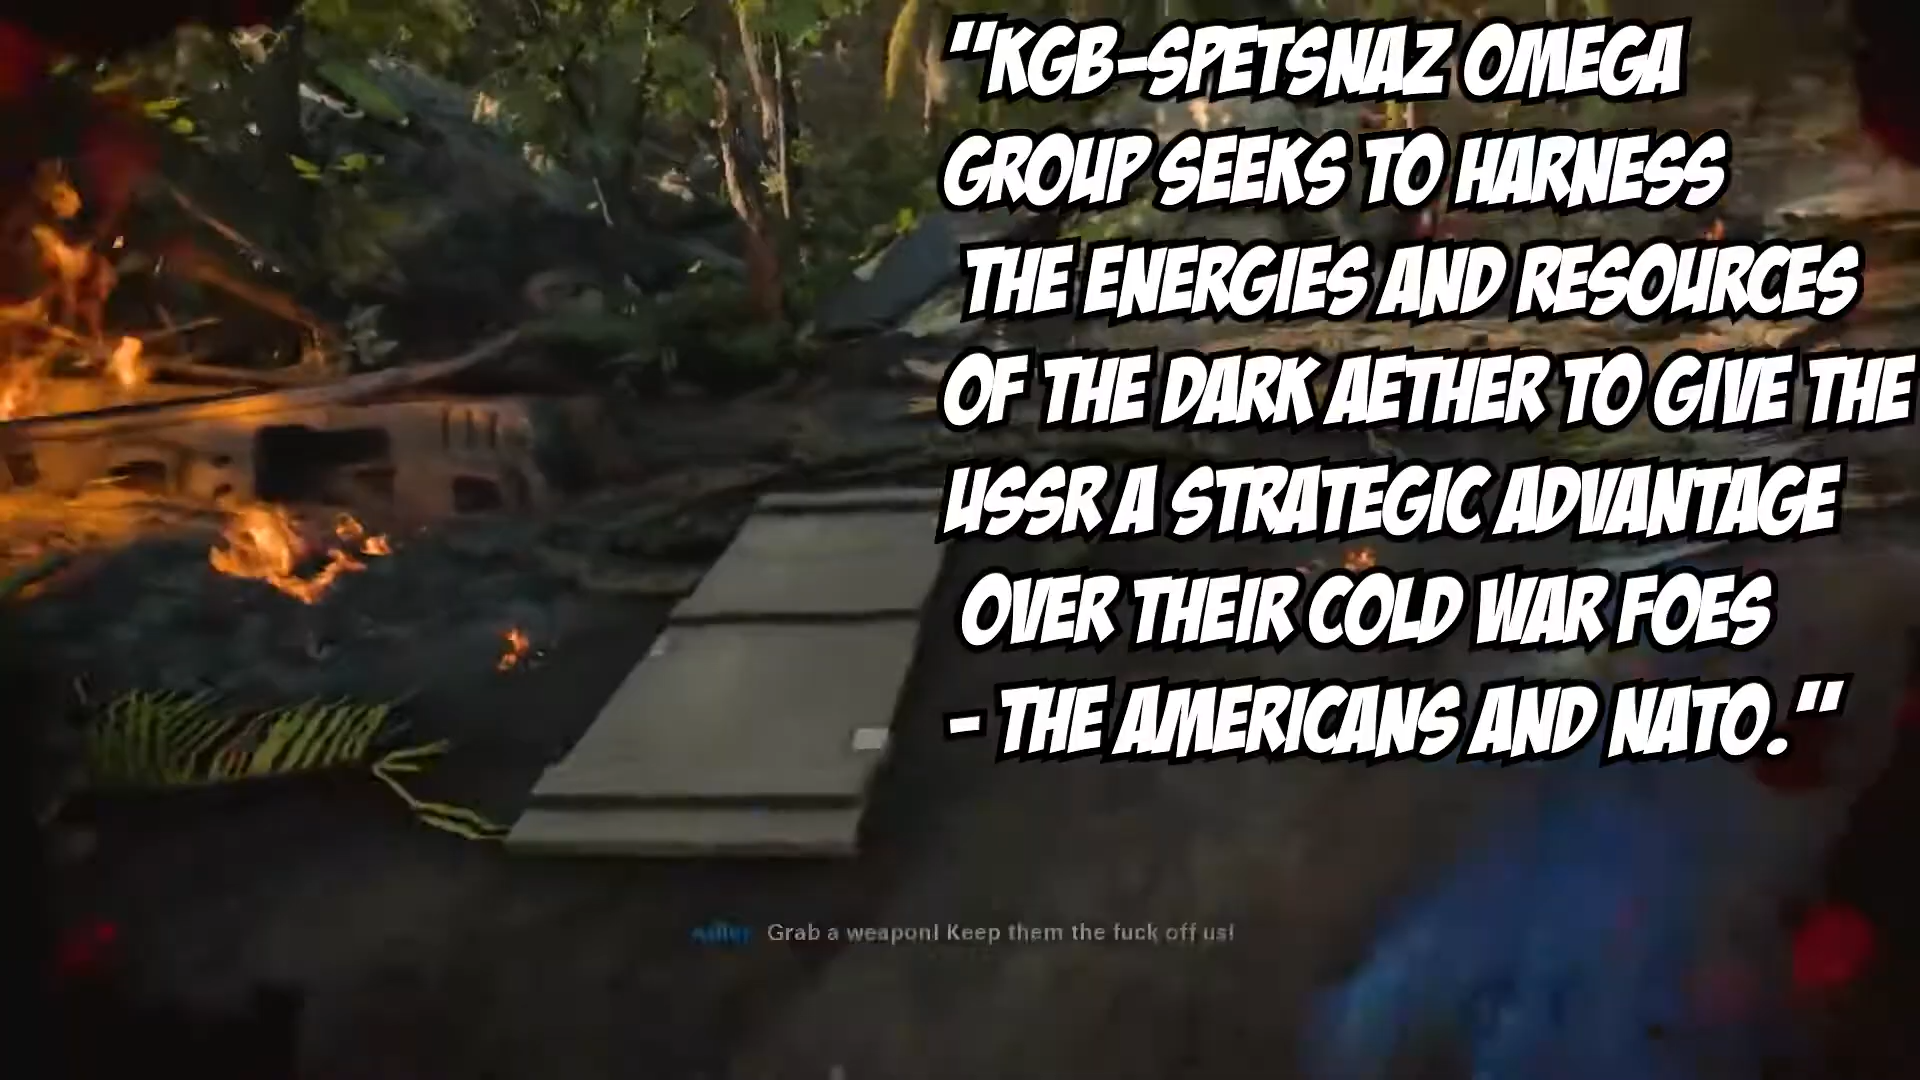 "KGB-SPETSNAZ OMEGA
GROUP SEEKS TO HARNESS
THE ENERGIES AND RESOURCES
OF THE DARK AETHER TO GIVE THE
USSR A STRATEGIC ADVANTAGE
OVER THEIR COLD WAR FOES
- THE AMERICANS AND NATO."
Adler Grab a weapon! Keep them the fuck off us!